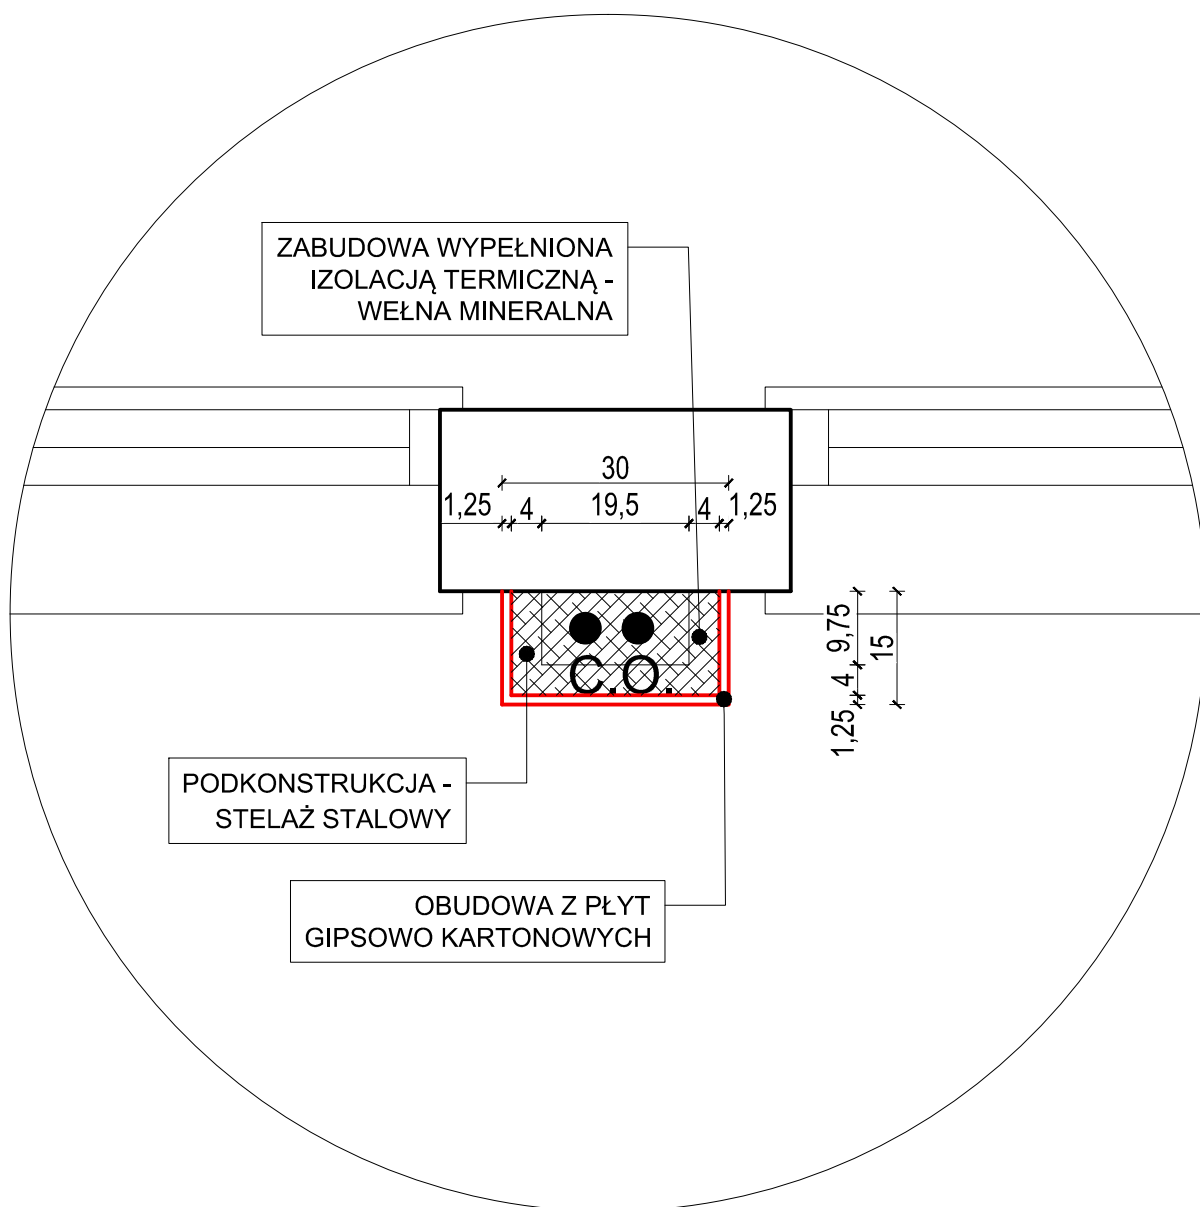 ZABUDOWA WYPEŁNIONA
IZOLACJĄ TERMICZNĄ -
WEŁNA MINERALNA
30
1,25 4 19,5 4 1,25
9,75
15
4
1,25
C.O.
PODKONSTRUKCJA -
STELAŻ STALOWY
OBUDOWA Z PŁYT
GIPSOWO KARTONOWYCH